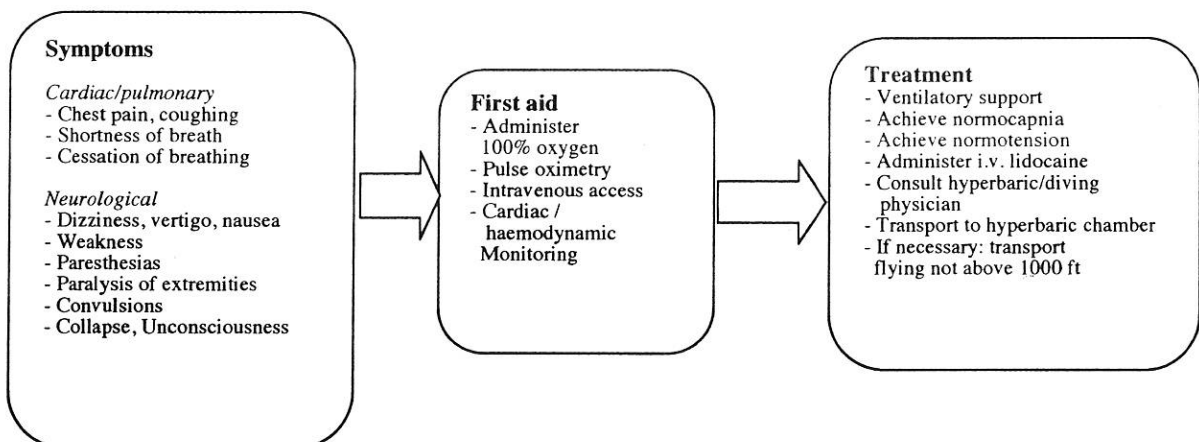 Symptoms
Cardiac/pulmonary
- Chest pain, coughing
- Shortness of breath
- Cessation of breathing
Neurological
- Dizziness, vertigo, nausea
- Weakness
- Paresthesias
- Paralysis of extremities
- Convulsions
- Collapse, Unconsciousness
First aid
- Administer
100% oxygen
- Pulse oximetry
- Intravenous access
- Cardiac /
haemodynamic
Monitoring
Treatment
- Ventilatory support
- Achieve normocapnia
- Achieve normotension
- Administer i.v. lidocaine
- Consult hyperbaric/diving
physician
- Transport to hyperbaric chamber
- If necessary: transport
flying not above 1000 ft